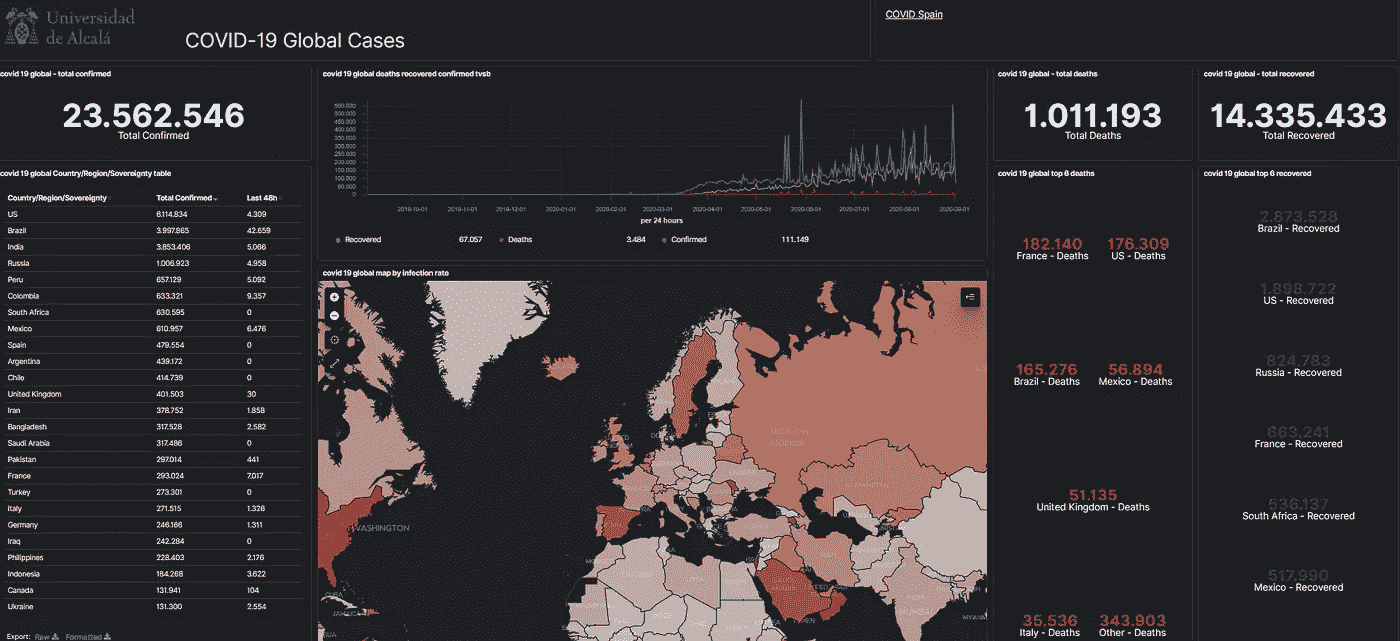 Universidad
de Alcalá
COVID-19 Global Cases
COVID Spain
covid 19 global - total confirmed
23.562.546
Total Confirmed
covid 19 global deaths recovered confirmed tvsb
550.000
500.000
450.000
400.000
350.000
300.000
250.000
200.000
150.000
100.000
50.000
0
2019-10-01 2019-11-01 2019-12-01 2020-01-01 2020-02-01 2020-03-01 2020-04-01 2020-05-01 2020-06-01 2020-07-01 2020-08-01 2020-09-01
per 24 hours
Recovered 67.057 Deaths 3.484 Confirmed 111.149
covid 19 global - total deaths
1.011.193
Total Deaths
covid 19 global - total recovered
14.335.433
Total Recovered
covid 19 global Country/Region/Sovereignty table
Country/Region/Sovereignty Total Confirmed Last 48h
US 6.114.834 4.309
Brazil 3.997.865 42.659
India 3.853.406 5.066
Russia 1.006.923 4.958
Peru 657.129 5.092
Colombia 633.321 9.357
South Africa 630.595 0
Mexico 610.957 6.476
Spain 479.554 0
Argentina 439.172 0
Chile 414.739 0
United Kingdom 401.503 30
Iran 378.752 1.858
Bangladesh 317.528 2.582
Saudi Arabia 317.486 0
Pakistan 297.014 441
France 293.024 7.017
Turkey 273.301 0
Italy 271.515 1.326
Germany 246.166 1.311
Iraq 242.284 0
Philippines 228.403 2.176
Indonesia 184.268 3.622
Canada 131.941 104
Ukraine 131.300 2.554
Export: Raw Formatted
covid 19 global map by infection rate
МОСКВА
WASHINGTON
SAUDI
ARABIA
INDIA
MUMBAI
covid 19 global top 6 deaths
182.140 176.309
France - Deaths US - Deaths
165.276 56.894
Brazil - Deaths Mexico - Deaths
51.135
United Kingdom - Deaths
35.536 343.903
Italy - Deaths Other - Deaths
covid 19 global top 6 recovered
2.873.528
Brazil - Recovered
1.898.722
US - Recovered
824.783
Russia - Recovered
663.241
France - Recovered
536.137
South Africa - Recovered
517.990
Mexico - Recovered